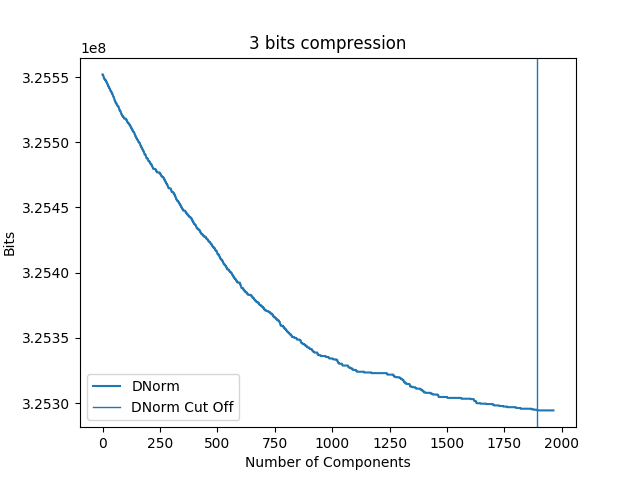 3 bits compression
1e8
3.2555
3.2550
3.2545
3.2540
3.2535
3.2530
Bits
DNorm
DNorm Cut Off
0 250 500 750 1000 1250 1500 1750 2000
Number of Components